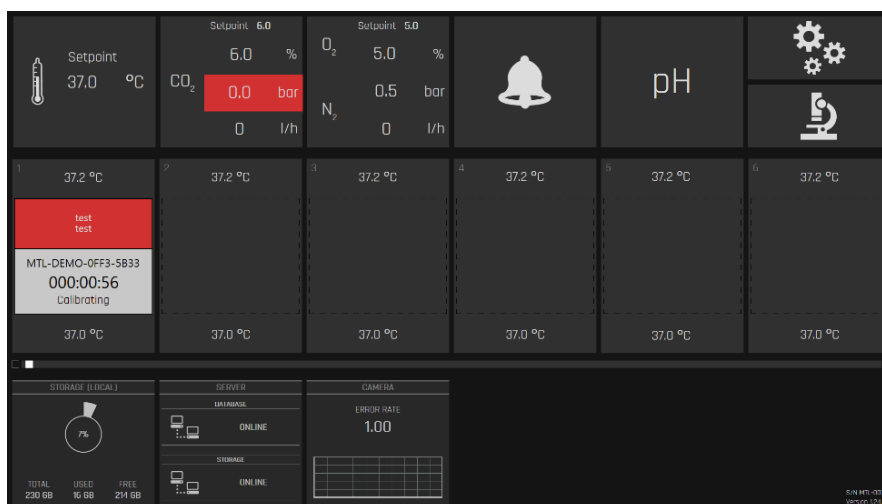 Setpoint
37.0 °C
Setpoint 6.0
6.0 %
CO2
0.0 bar
0 l/h
Setpoint 5.0
O2
5.0 %
0.5 bar
N2
0 l/h
pH
1
37.2 °C
test
test
MTL-DEMO-0FF3-5B33
000:00:56
Calibrating
37.0 °C
2
37.2 °C
37.0 °C
3
37.2 °C
37.0 °C
4
37.2 °C
37.0 °C
5
37.2 °C
37.0 °C
6
37.2 °C
37.0 °C
STORAGE (LOCAL)
7%
TOTAL USED FREE
230 GB 16 GB 214 GB
SERVER
DATABASE
ONLINE
STORAGE
ONLINE
CAMERA
ERROR RATE
1.00
S/N MTL-00
Version